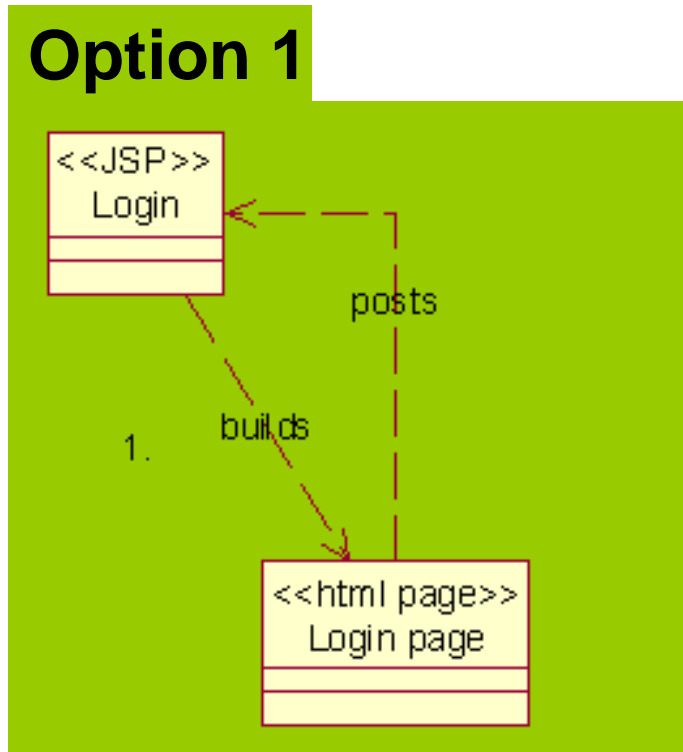 Option 1
<<JSP>>
Login
posts
builds
1.
<<html page>>
Login page